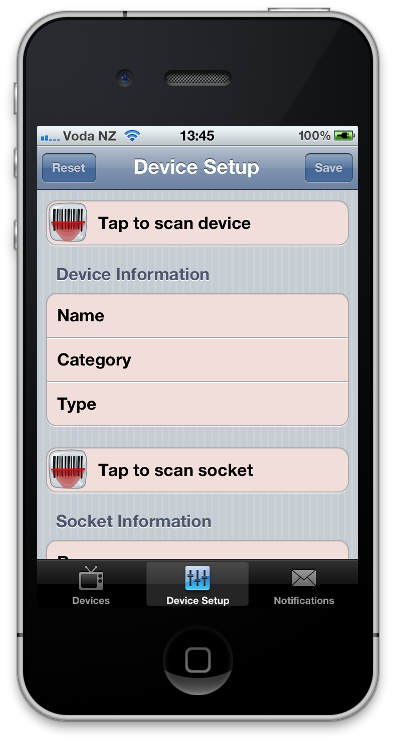 Voda NZ 13:45 100%
Reset Device Setup Save
Tap to scan device
Device Information
Name
Category
Type
Tap to scan socket
Socket Information
Devices Device Setup Notifications